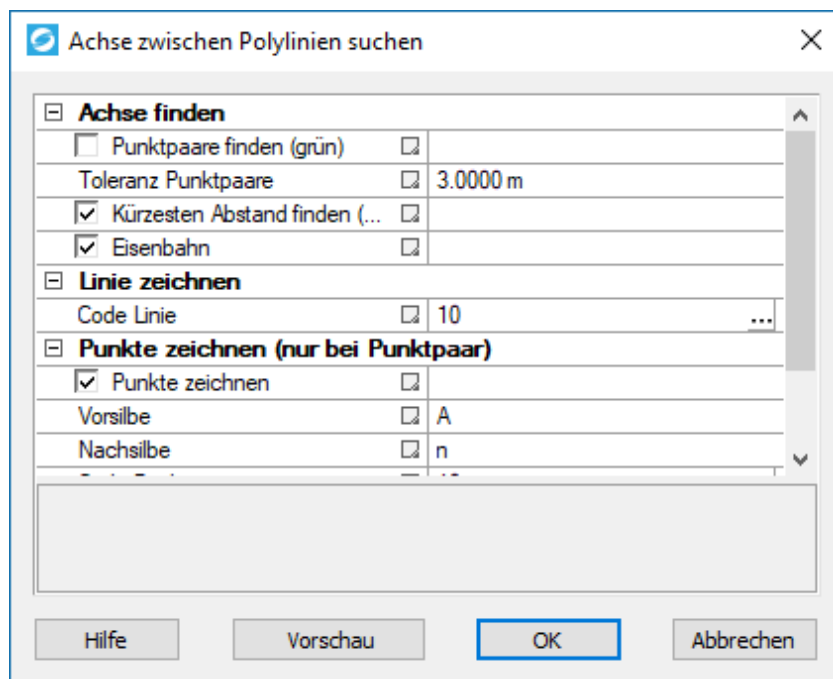 Achse zwischen Polylinien suchen
Achse finden
Punktpaare finden (grün)
Toleranz Punktpaare 3.0000 m
Kürzesten Abstand finden (...
Eisenbahn
Linie zeichnen
Code Linie 10 ...
Punkte zeichnen (nur bei Punktpaar)
Punkte zeichnen
Vorsilbe A
Nachsilbe n
Hilfe Vorschau OK Abbrechen